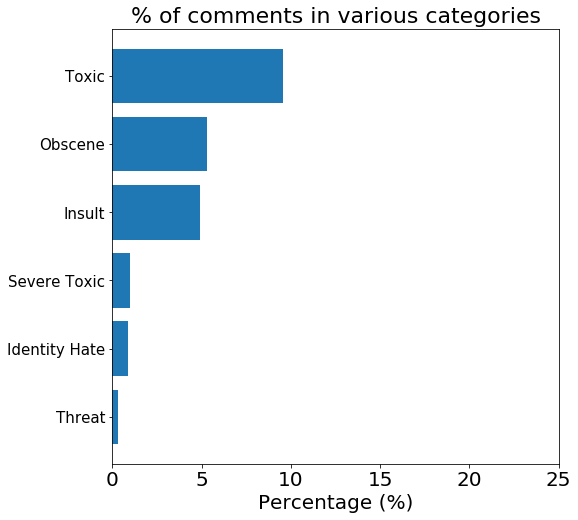 % of comments in various categories
Toxic
Obscene
Insult
Severe Toxic
Identity Hate
Threat
0 5 10 15 20 25
Percentage (%)